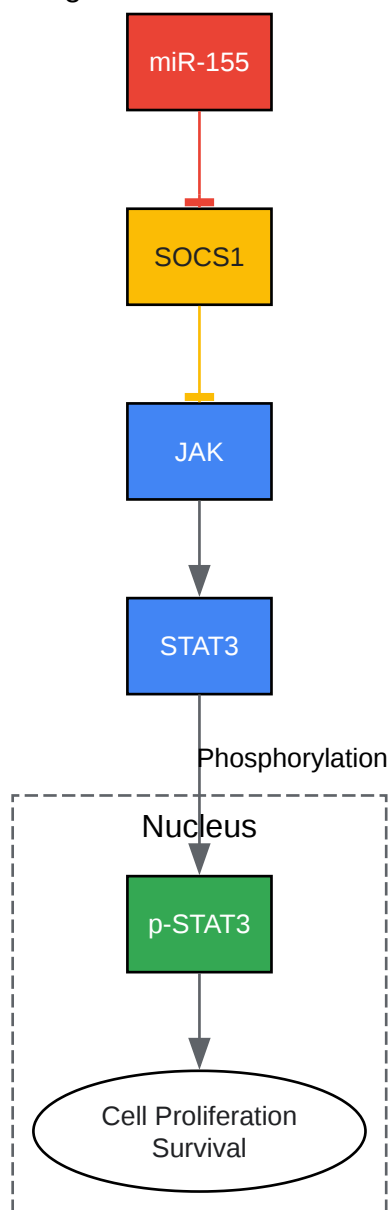 miR-155
SOCS1
JAK
STAT3
Phosphorylation
Nucleus
p-STAT3
Cell Proliferation
Survival